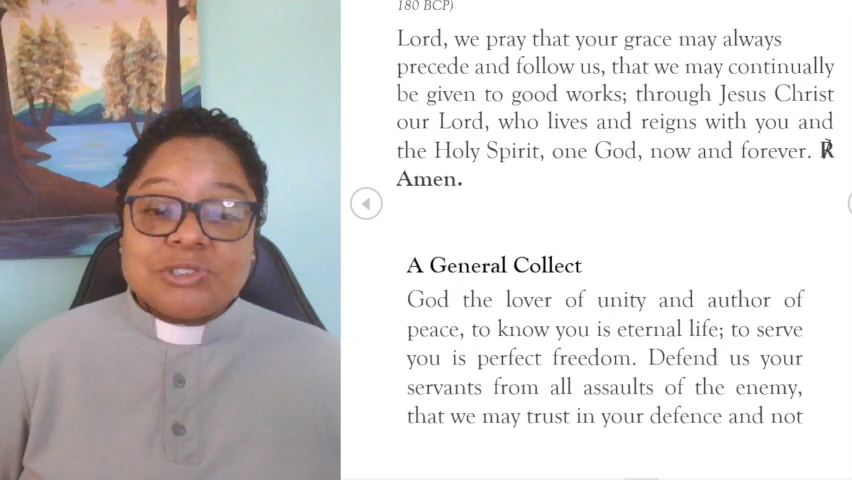 180 BCP)
Lord, we pray that your grace may always
precede and follow us, that we may continually
be given to good works; through Jesus Christ
our Lord, who lives and reigns with you and
the Holy Spirit, one God, now and forever. ℟
Amen.
A General Collect
God the lover of unity and author of
peace, to know you is eternal life; to serve
you is perfect freedom. Defend us your
servants from all assaults of the enemy,
that we may trust in your defence and not